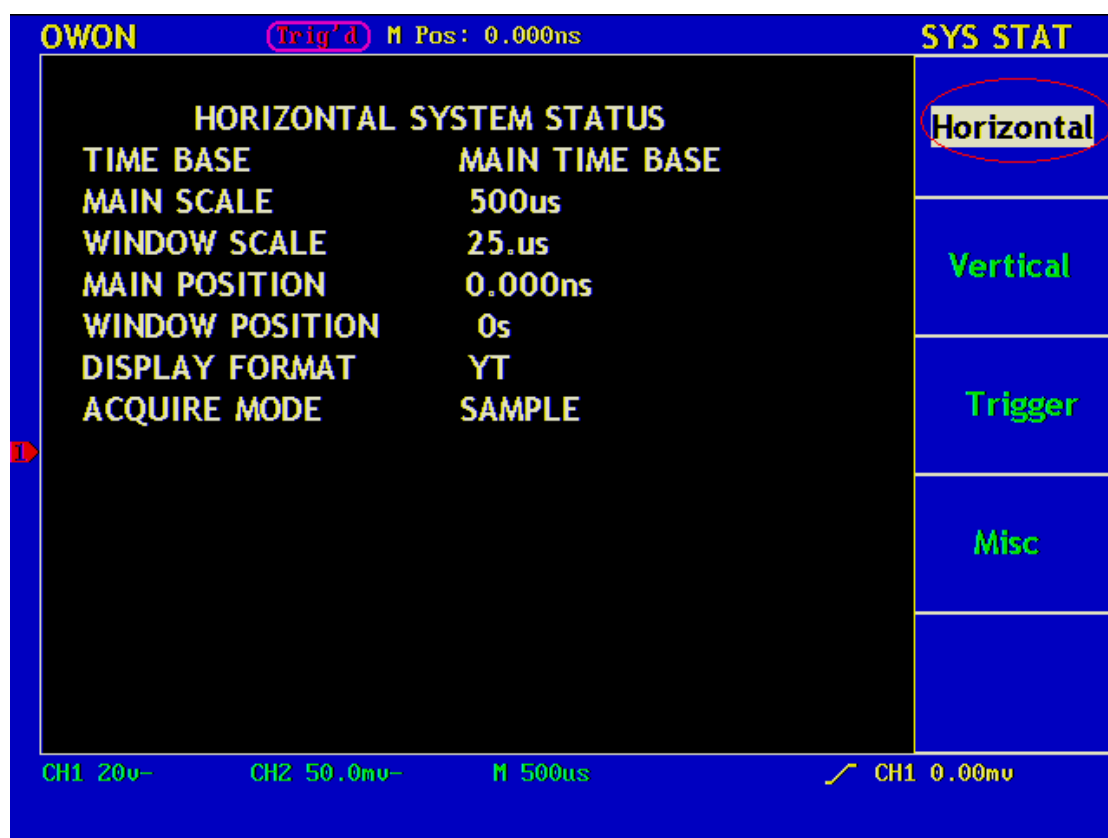 OWON Trig'd M Pos: 0.000ns SYS STAT
HORIZONTAL SYSTEM STATUS
TIME BASE MAIN TIME BASE
MAIN SCALE 500us
WINDOW SCALE 25.us
MAIN POSITION 0.000ns
WINDOW POSITION 0s
DISPLAY FORMAT YT
ACQUIRE MODE SAMPLE
1
Horizontal
Vertical
Trigger
Misc
CH1 20v- CH2 50.0mv- M 500us CH1 0.00mv